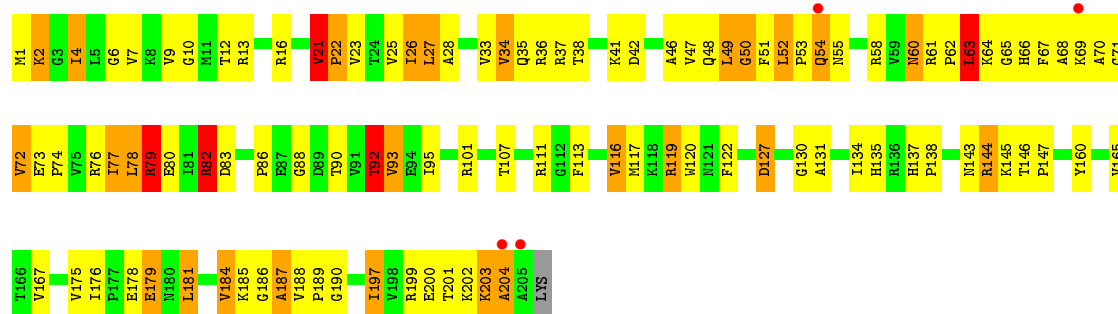 M1 K2 G3 I4 L5 G6 V7 K8 V9 G10 M11 T12 R13 R16 V21 P22 V23 T24 V25 I26 L27 A28 V33 V34 Q35 R36 R37 T38 K41 D42 A46 V47 Q48 L49 G50 F51 L52 P53 Q54 N55 R58 V59 N60 R61 P62 L63 K64 G65 H66 F67 A68 K69 A70 G71
V72 E73 P74 V75 R76 I77 L78 R79 E80 I81 R82 D83 P86 E87 G88 D89 T90 V91 T92 V93 E94 I95 R101 T107 R111 G112 F113 V116 M117 K118 R119 W120 N121 F122 D127 G130 A131 I134 H135 R136 H137 P138 N143 R144 K145 T146 P147 Y160 V165
T166 V167 V175 I176 P177 E178 E179 N180 L181 V184 K185 G186 A187 V188 P189 G190 I197 V198 R199 E200 T201 K202 K203 A204 A205 LYS